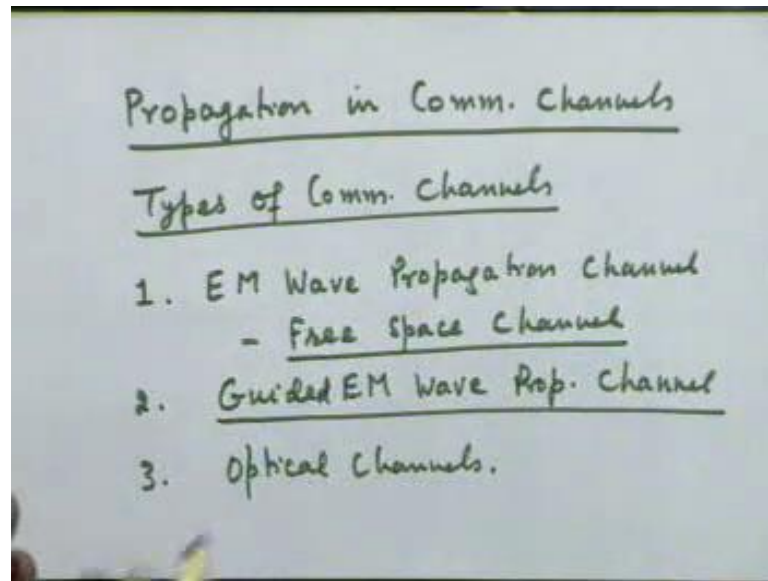 Propagation in Comm. Channels
Types of Comm. Channels
1. EM Wave Propagation Channel
- Free Space Channel
2. Guided EM Wave Prop. Channel
3. Optical Channels.